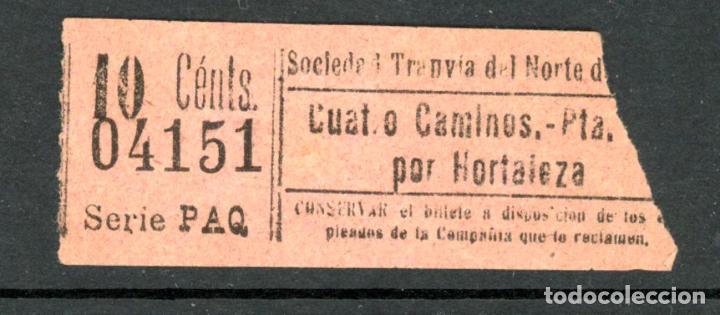 10 Cénts.
04151
Serie PAQ
Sociedad Tranvía del Norte d
Cuatro Caminos.-Pta.
por Hortaleza
CONSERVAR el billete a disposición de los e
pleados de la Compañía que lo reclamen.
todocoleccion